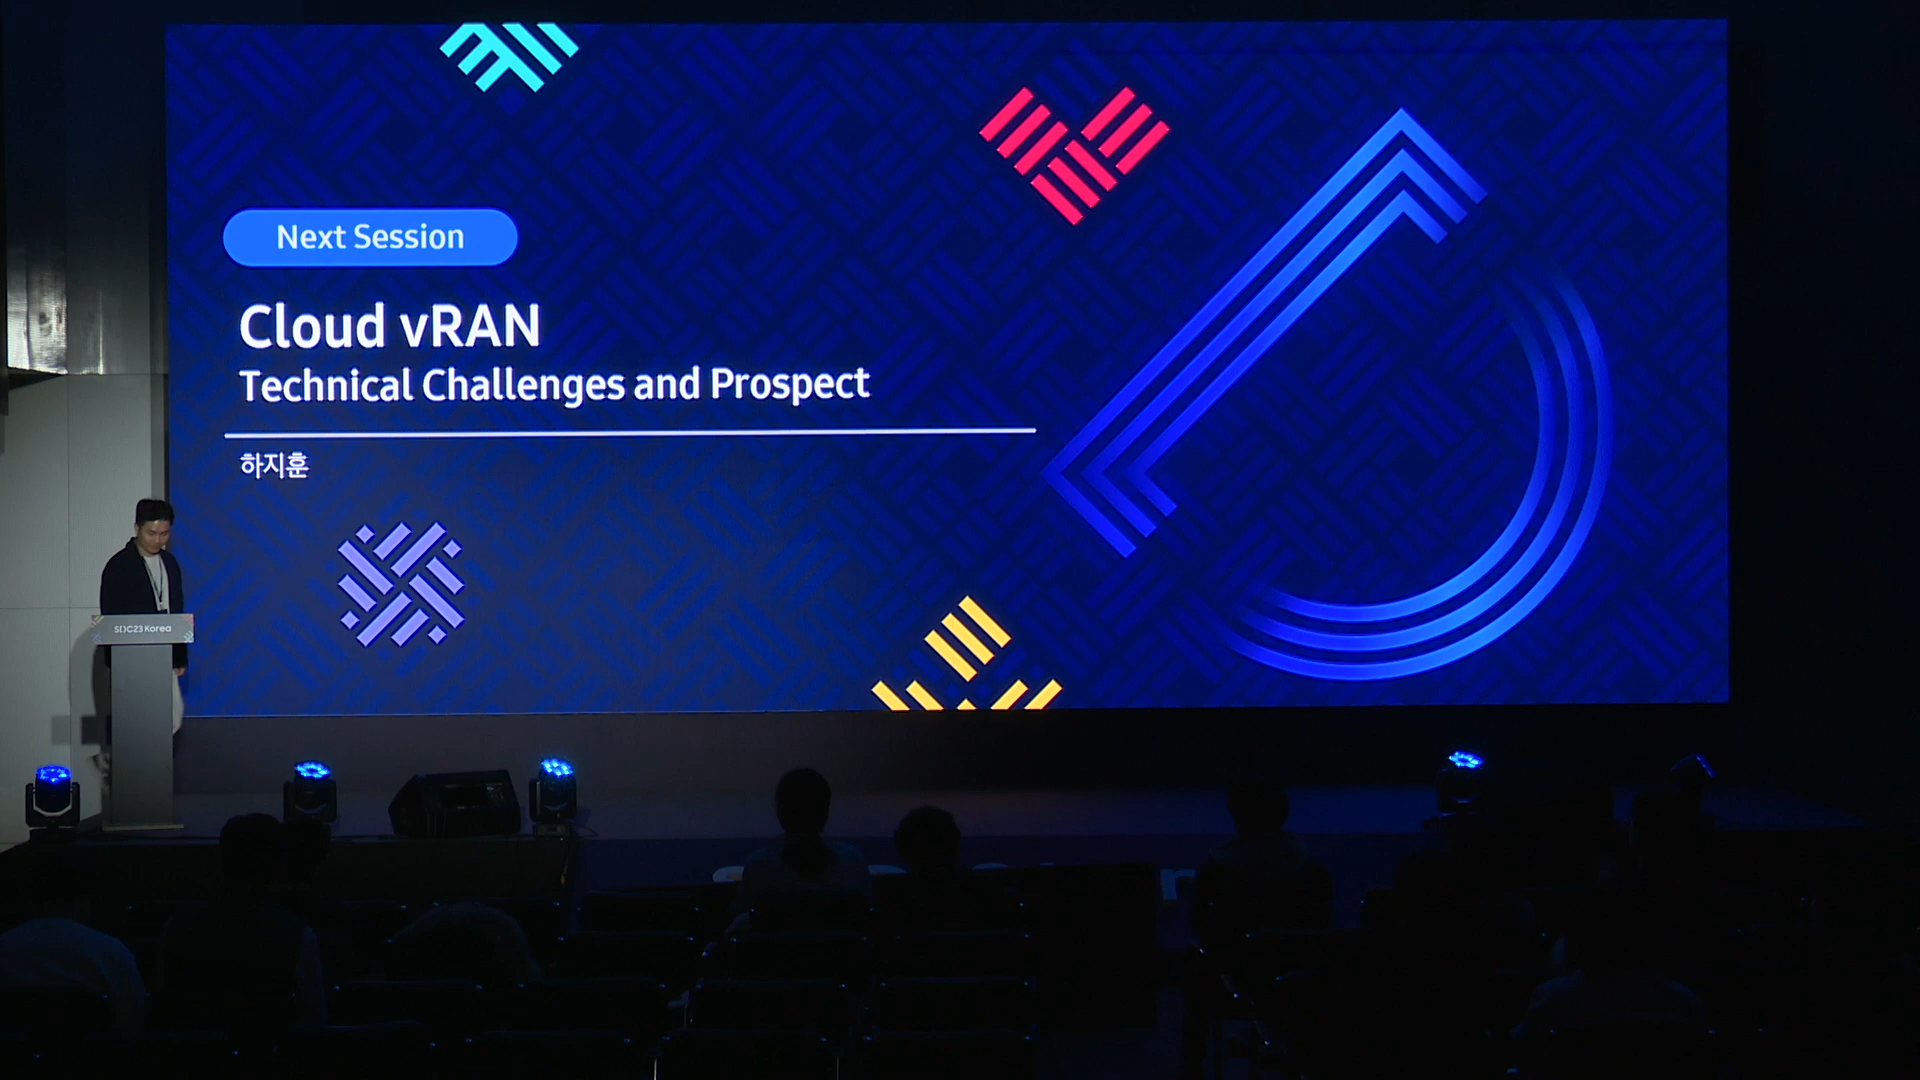 Next Session
Cloud vRAN
Technical Challenges and Prospect
하지훈
SDC23 Korea